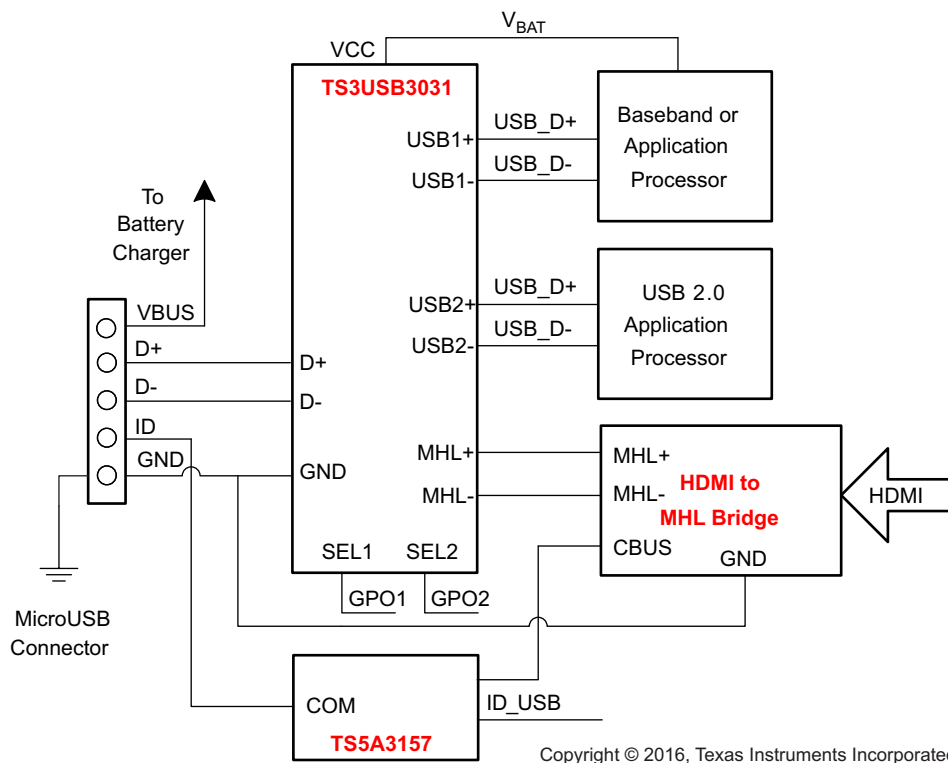 V_BAT
VCC
TS3USB3031
Baseband or
Application
Processor
USB1+
USB_D+
USB1-
USB_D-
To
Battery
Charger
USB 2.0
Application
Processor
USB2+
USB_D+
USB2-
USB_D-
VBUS
D+
D-
ID
GND
D+
D-
GND
MHL+
MHL-
MHL+
MHL-
HDMI to
MHL Bridge
CBUS
GND
HDMI
SEL1
SEL2
GPO1
GPO2
MicroUSB
Connector
COM
TS5A3157
ID_USB
Copyright © 2016, Texas Instruments Incorporated